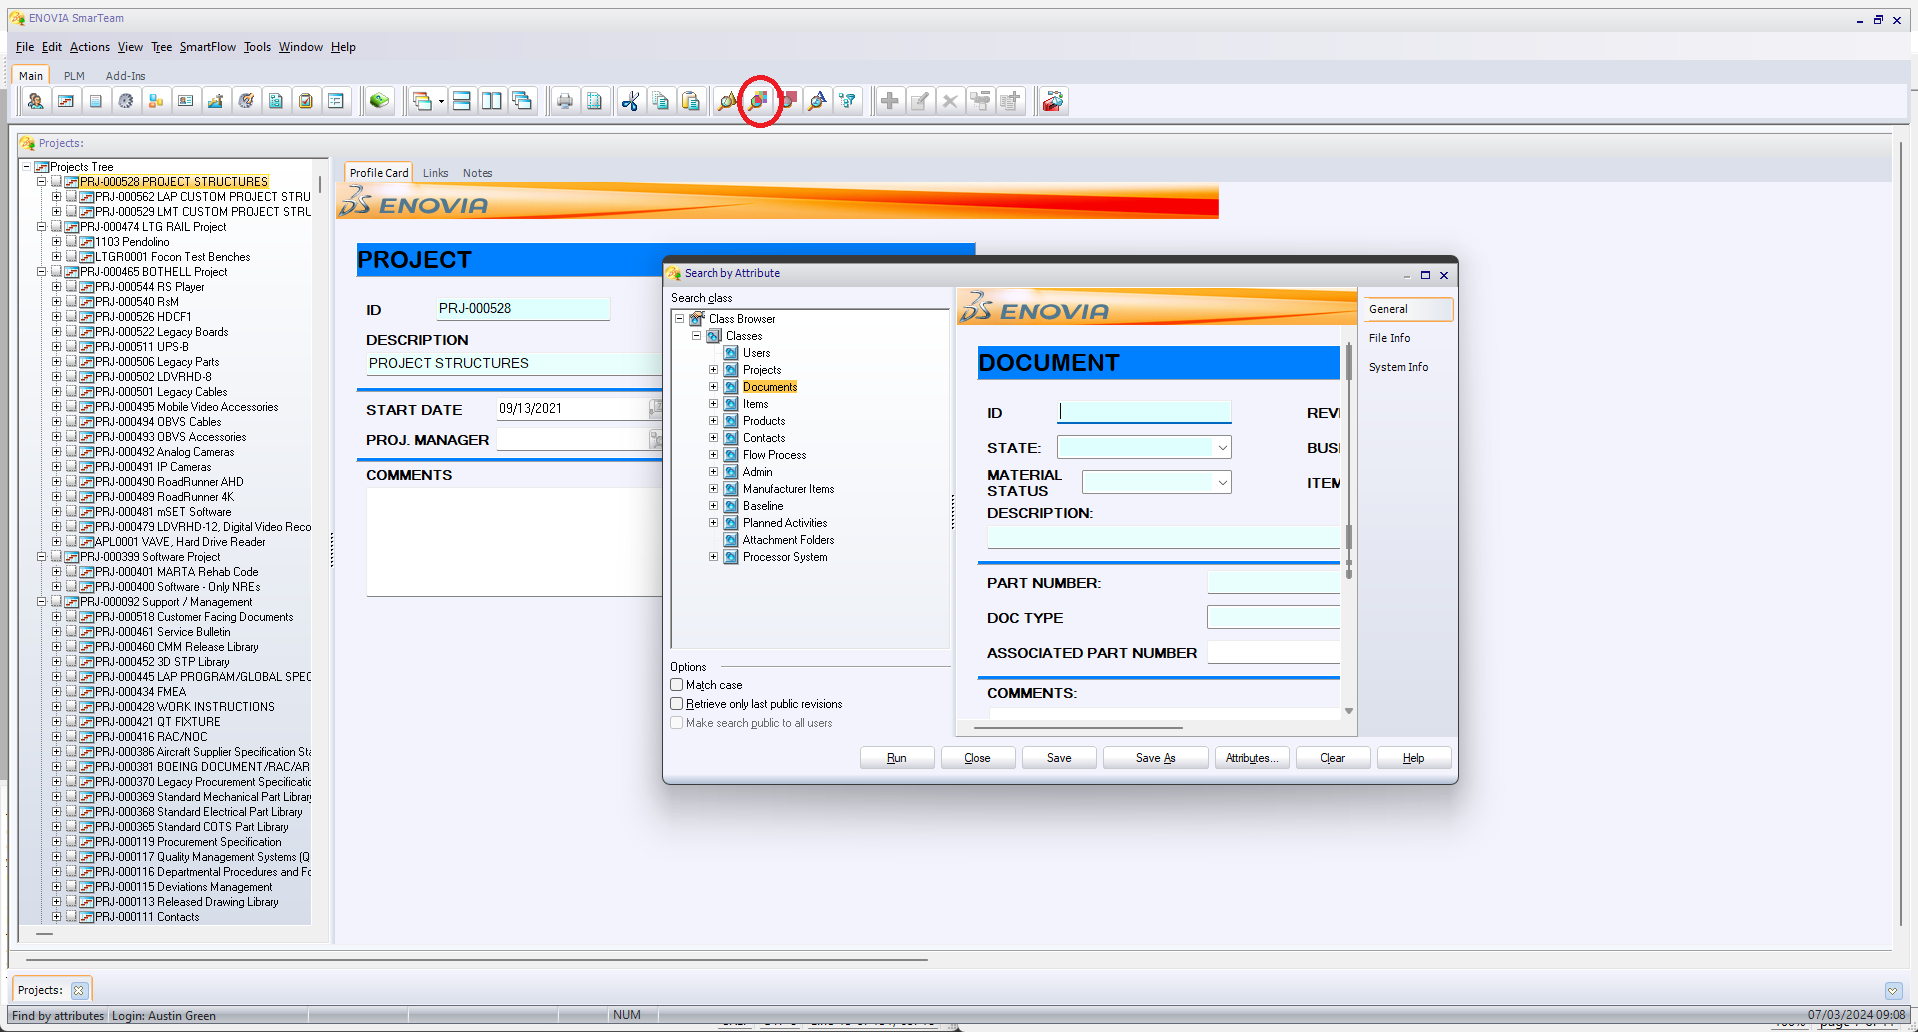 ENOVIA SmarTeam
File Edit Actions View Tree SmartFlow Tools Window Help
Main PLM Add-Ins
Projects:
Projects Tree
PRJ-000528 PROJECT STRUCTURES
PRJ-000562 LAP CUSTOM PROJECT STRU
PRJ-000529 LMT CUSTOM PROJECT STRU
PRJ-000474 LTG RAIL Project
1103 Pendolino
LTGR0001 Focon Test Benches
PRJ-000465 BOTHELL Project
PRJ-000544 RS Player
PRJ-000540 RsM
PRJ-000526 HDCF1
PRJ-000522 Legacy Boards
PRJ-000511 UPS-B
PRJ-000506 Legacy Parts
PRJ-000502 LDVRHD-8
PRJ-000501 Legacy Cables
PRJ-000495 Mobile Video Accessories
PRJ-000494 OBVS Cables
PRJ-000493 OBVS Accessories
PRJ-000492 Analog Cameras
PRJ-000491 IP Cameras
PRJ-000490 RoadRunner AHD
PRJ-000489 RoadRunner 4K
PRJ-000481 mSET Software
PRJ-000479 LDVRHD-12, Digital Video Reco
APL0001 VAVE, Hard Drive Reader
PRJ-000399 Software Project
PRJ-000401 MARTA Rehab Code
PRJ-000400 Software - Only NREs
PRJ-000092 Support / Management
PRJ-000518 Customer Facing Documents
PRJ-000461 Service Bulletin
PRJ-000460 CMM Release Library
PRJ-000452 3D STP Library
PRJ-000445 LAP PROGRAM/GLOBAL SPEC
PRJ-000434 FMEA
PRJ-000428 WORK INSTRUCTIONS
PRJ-000421 QT FIXTURE
PRJ-000416 RAC/NOC
PRJ-000386 Aircraft Supplier Specification Sta
PRJ-000381 BOEING DOCUMENT/RAC/AR
PRJ-000370 Legacy Procurement Specificatio
PRJ-000369 Standard Mechanical Part Library
PRJ-000368 Standard Electrical Part Library
PRJ-000365 Standard COTS Part Library
PRJ-000119 Procurement Specification
PRJ-000117 Quality Management Systems (Q
PRJ-000116 Departmental Procedures and Fo
PRJ-000115 Deviations Management
PRJ-000113 Released Drawing Library
PRJ-000111 Contacts
Profile Card Links Notes
ENOVIA
PROJECT
ID PRJ-000528
DESCRIPTION
PROJECT STRUCTURES
START DATE 09/13/2021
PROJ. MANAGER
COMMENTS
Search by Attribute
Search class
Class Browser
Classes
Users
Projects
Documents
Items
Products
Contacts
Flow Process
Admin
Manufacturer Items
Baseline
Planned Activities
Attachment Folders
Processor System
Options
Match case
Retrieve only last public revisions
Make search public to all users
ENOVIA
DOCUMENT
ID REVI
STATE: BUSI
MATERIAL STATUS ITEM
DESCRIPTION:
PART NUMBER:
DOC TYPE
ASSOCIATED PART NUMBER
COMMENTS:
General
File Info
System Info
Run Close Save Save As Attributes... Clear Help
Projects:
Find by attributes Login: Austin Green NUM 07/03/2024 09:08